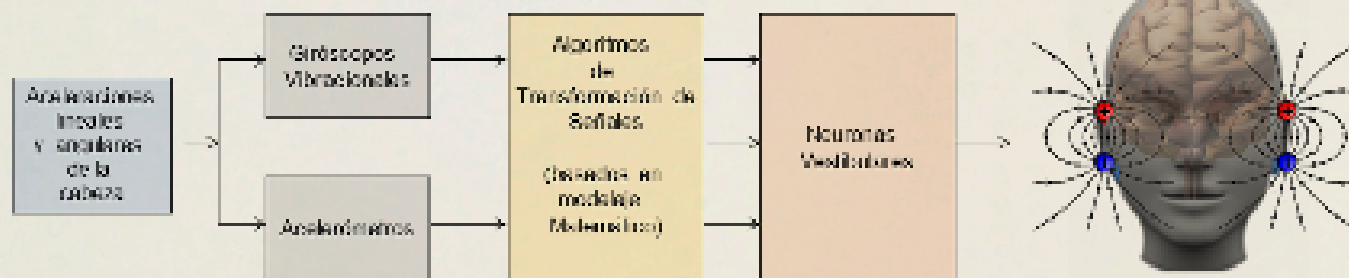 Aceleraciones
lineales
y angulares
de la
cabeza
Giróscopos
Vibracionales
Acelerómetros
Algoritmos
de
Transformación de
Señales
(basados en
modelaje
Matemático)
Neuronas
Vestibulares
+
+